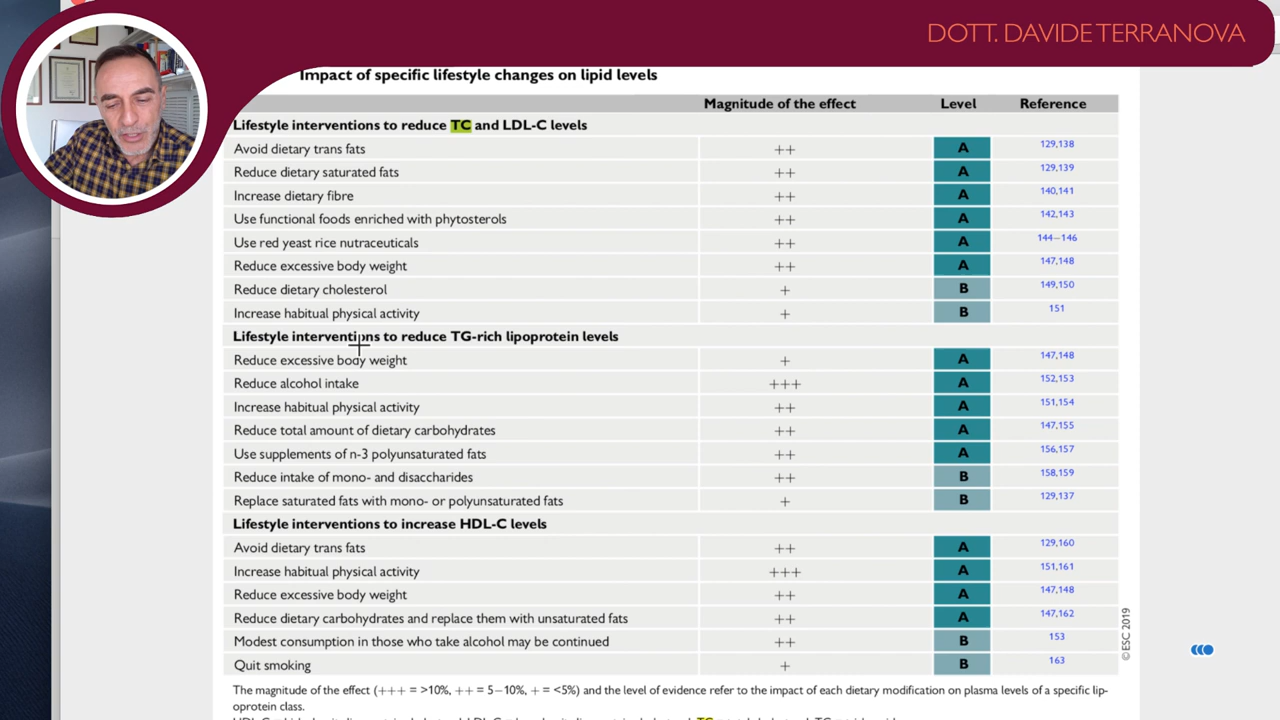 DOTT. DAVIDE TERRANOVA
Impact of specific lifestyle changes on lipid levels
Magnitude of the effect Level Reference
Lifestyle interventions to reduce TC and LDL-C levels
Avoid dietary trans fats ++ A 129,138
Reduce dietary saturated fats ++ A 129,139
Increase dietary fibre ++ A 140,141
Use functional foods enriched with phytosterols ++ A 142,143
Use red yeast rice nutraceuticals ++ A 144–146
Reduce excessive body weight ++ A 147,148
Reduce dietary cholesterol + B 149,150
Increase habitual physical activity + B 151
Lifestyle interventions to reduce TG-rich lipoprotein levels
Reduce excessive body weight + A 147,148
Reduce alcohol intake +++ A 152,153
Increase habitual physical activity ++ A 151,154
Reduce total amount of dietary carbohydrates ++ A 147,155
Use supplements of n-3 polyunsaturated fats ++ A 156,157
Reduce intake of mono- and disaccharides ++ B 158,159
Replace saturated fats with mono- or polyunsaturated fats + B 129,137
Lifestyle interventions to increase HDL-C levels
Avoid dietary trans fats ++ A 129,160
Increase habitual physical activity +++ A 151,161
Reduce excessive body weight ++ A 147,148
Reduce dietary carbohydrates and replace them with unsaturated fats ++ A 147,162
Modest consumption in those who take alcohol may be continued ++ B 153
Quit smoking + B 163
©ESC 2019
The magnitude of the effect (+++ = >10%, ++ = 5–10%, + = <5%) and the level of evidence refer to the impact of each dietary modification on plasma levels of a specific lip-
oprotein class.